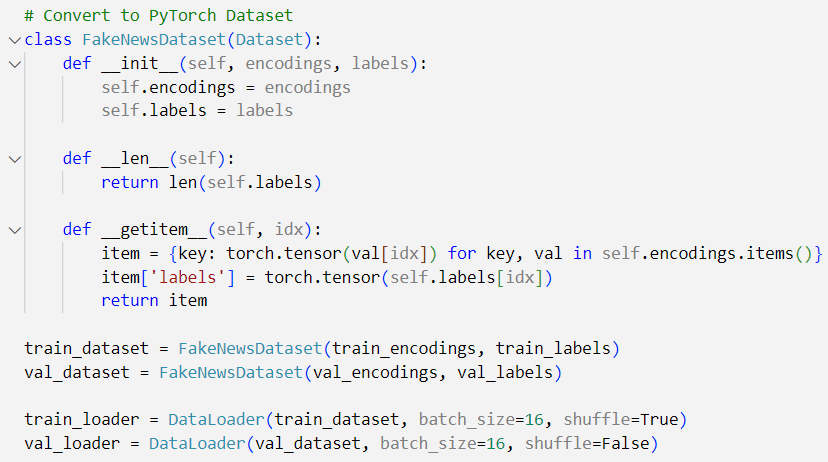 # Convert to PyTorch Dataset
class FakeNewsDataset(Dataset):
    def __init__(self, encodings, labels):
        self.encodings = encodings
        self.labels = labels

    def __len__(self):
        return len(self.labels)

    def __getitem__(self, idx):
        item = {key: torch.tensor(val[idx]) for key, val in self.encodings.items()}
        item['labels'] = torch.tensor(self.labels[idx])
        return item

train_dataset = FakeNewsDataset(train_encodings, train_labels)
val_dataset = FakeNewsDataset(val_encodings, val_labels)

train_loader = DataLoader(train_dataset, batch_size=16, shuffle=True)
val_loader = DataLoader(val_dataset, batch_size=16, shuffle=False)